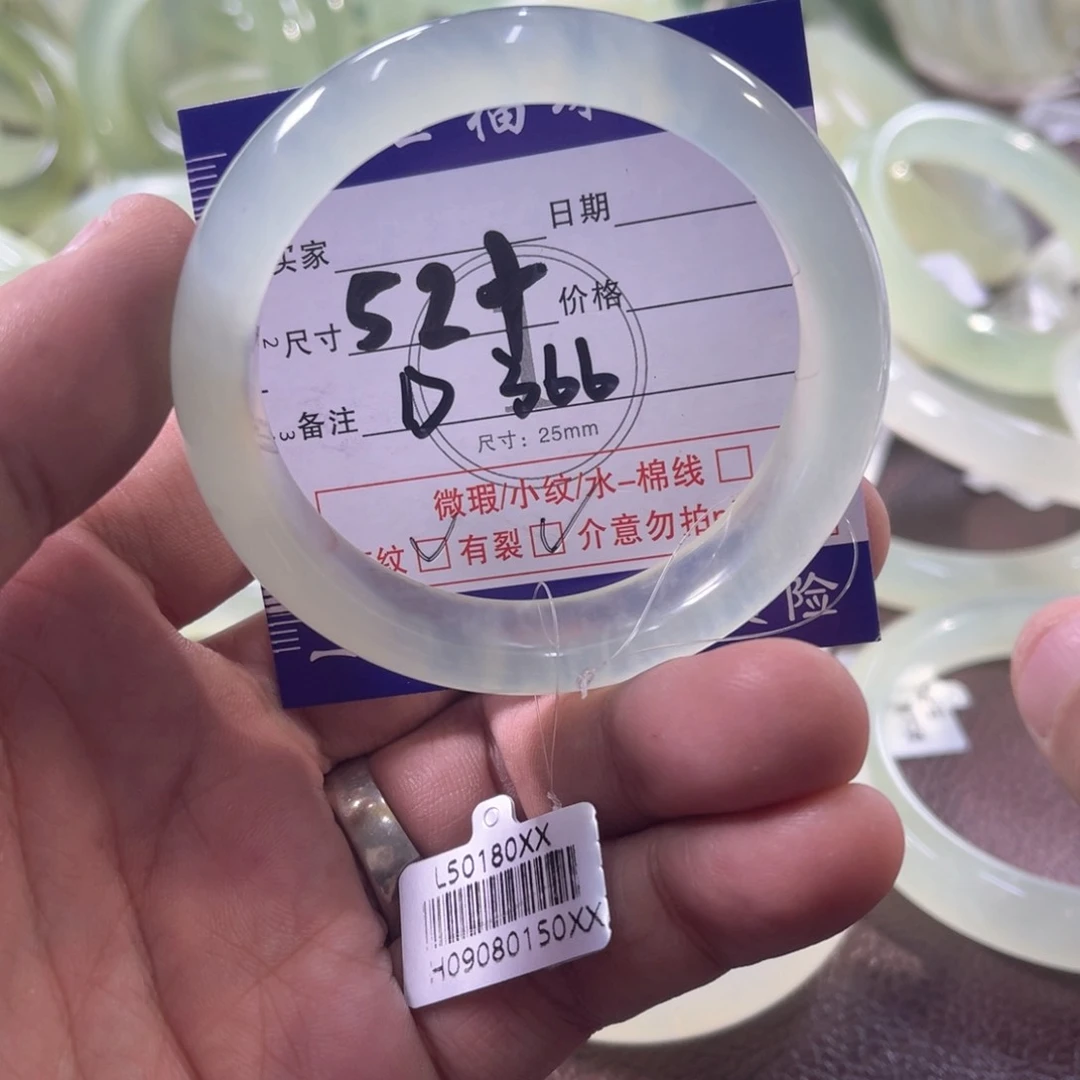 福
日期
买家
尺寸 52+ 价格
备注 D 366
尺寸：25mm
微瑕/小纹/水-棉线 □
纹 □ 有裂 □ 介意勿拍
险
L50180XX
H09080150XX